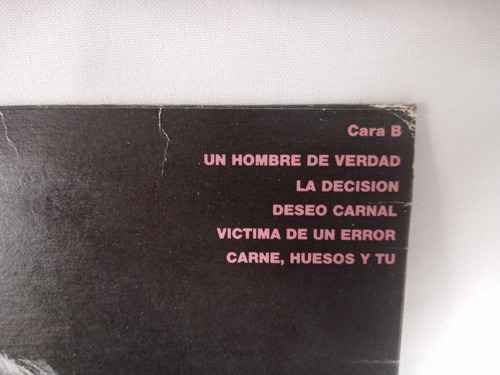 Cara B
UN HOMBRE DE VERDAD
LA DECISION
DESEO CARNAL
VICTIMA DE UN ERROR
CARNE, HUESOS Y TU